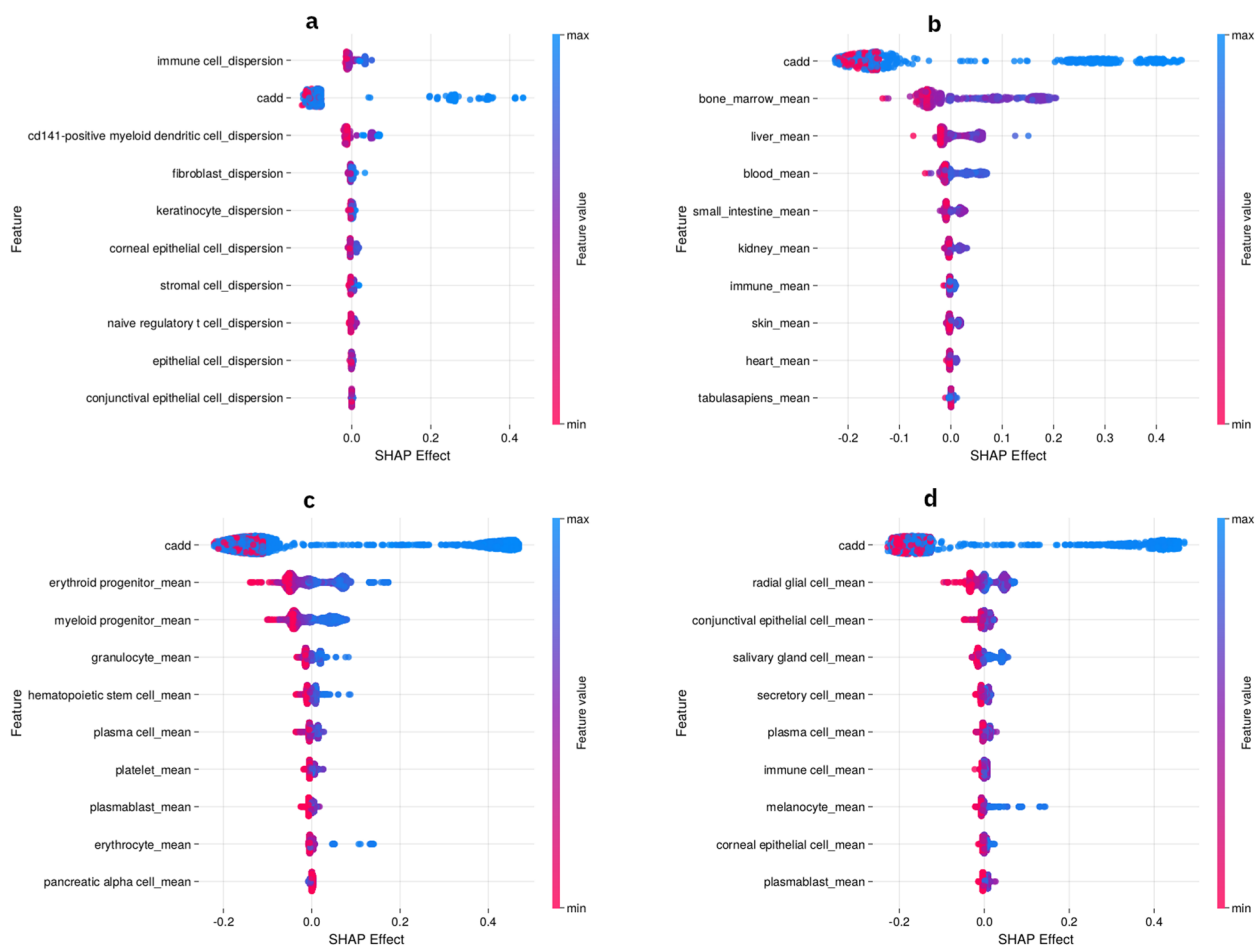 a
immune cell_dispersion
cadd
cd141-positive myeloid dendritic cell_dispersion
fibroblast_dispersion
keratinocyte_dispersion
corneal epithelial cell_dispersion
stromal cell_dispersion
naive regulatory t cell_dispersion
epithelial cell_dispersion
conjunctival epithelial cell_dispersion
Feature
0.0 0.2 0.4
SHAP Effect
max
Feature value
min
b
cadd
bone_marrow_mean
liver_mean
blood_mean
small_intestine_mean
kidney_mean
immune_mean
skin_mean
heart_mean
tabulasapiens_mean
Feature
-0.2 -0.1 0.0 0.1 0.2 0.3 0.4
SHAP Effect
max
Feature value
min
c
cadd
erythroid progenitor_mean
myeloid progenitor_mean
granulocyte_mean
hematopoietic stem cell_mean
plasma cell_mean
platelet_mean
plasmablast_mean
erythrocyte_mean
pancreatic alpha cell_mean
Feature
-0.2 0.0 0.2 0.4
SHAP Effect
max
Feature value
min
d
cadd
radial glial cell_mean
conjunctival epithelial cell_mean
salivary gland cell_mean
secretory cell_mean
plasma cell_mean
immune cell_mean
melanocyte_mean
corneal epithelial cell_mean
plasmablast_mean
Feature
-0.2 0.0 0.2 0.4
SHAP Effect
max
Feature value
min